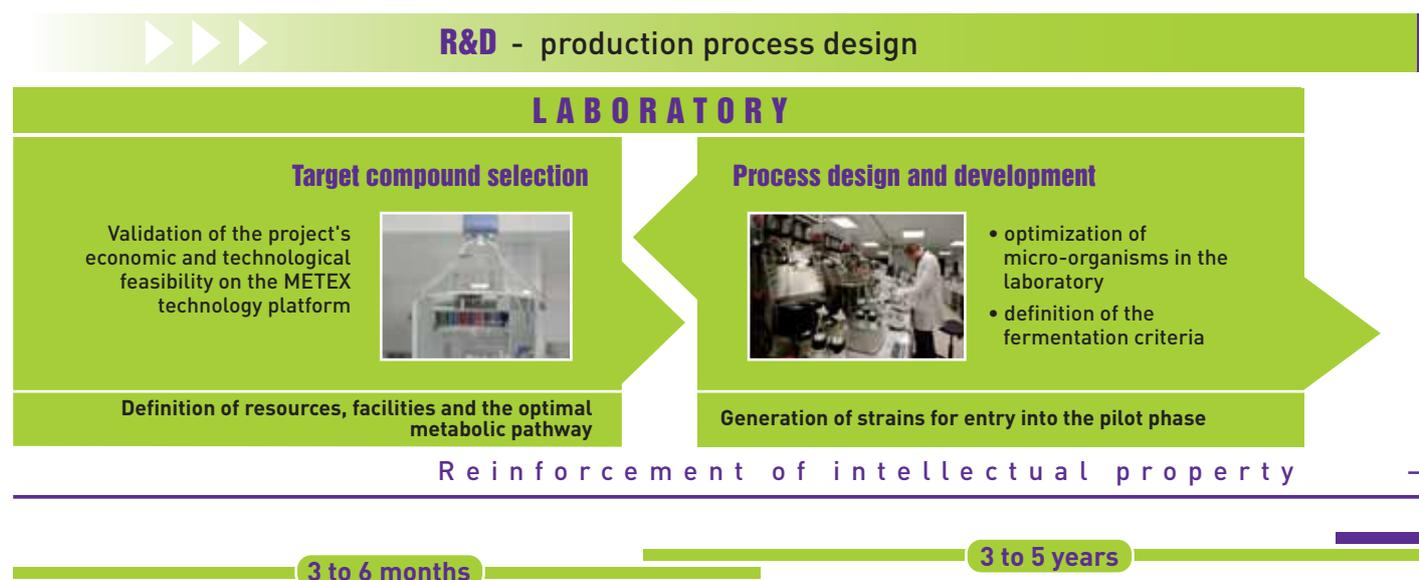 R&D - production process design
LABORATORY
Target compound selection
Validation of the project's
economic and technological
feasibility on the METEX
technology platform
Definition of resources, facilities and the optimal
metabolic pathway
Process design and development
• optimization of
micro-organisms in the
laboratory
• definition of the
fermentation criteria
Generation of strains for entry into the pilot phase
Reinforcement of intellectual property
3 to 6 months
3 to 5 years